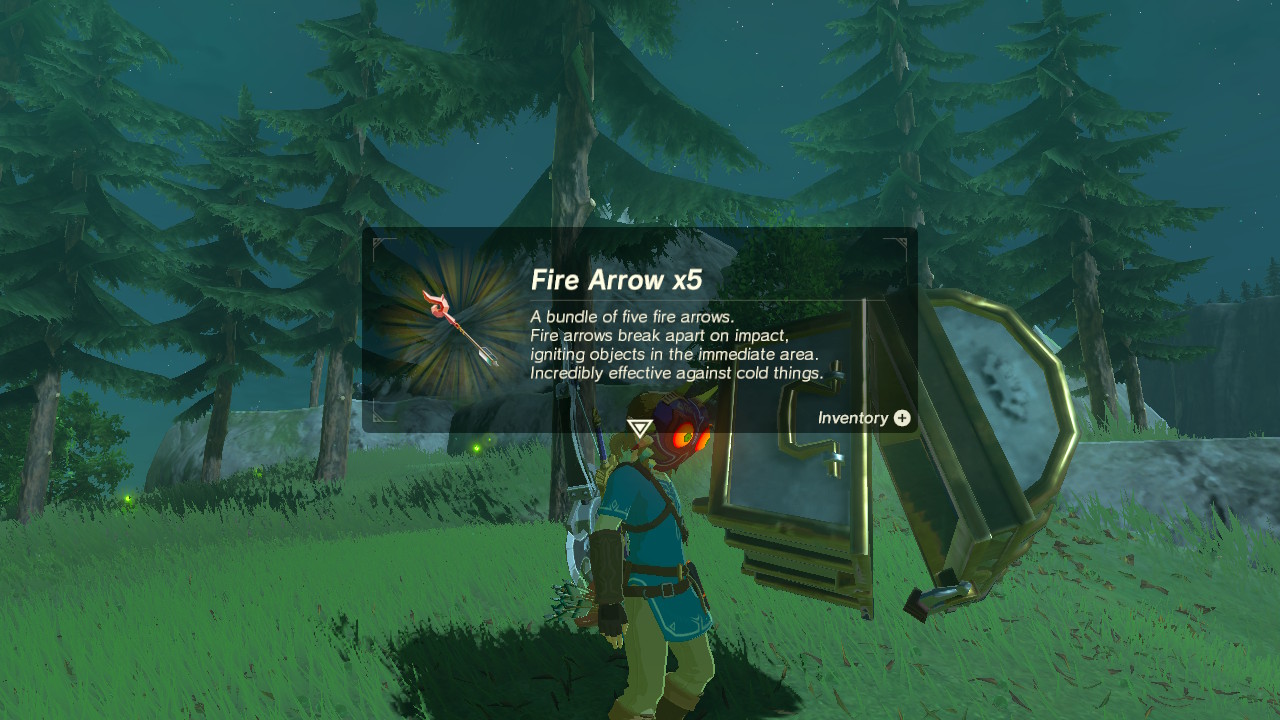 Fire Arrow x5
A bundle of five fire arrows.
Fire arrows break apart on impact,
igniting objects in the immediate area.
Incredibly effective against cold things.
Inventory +